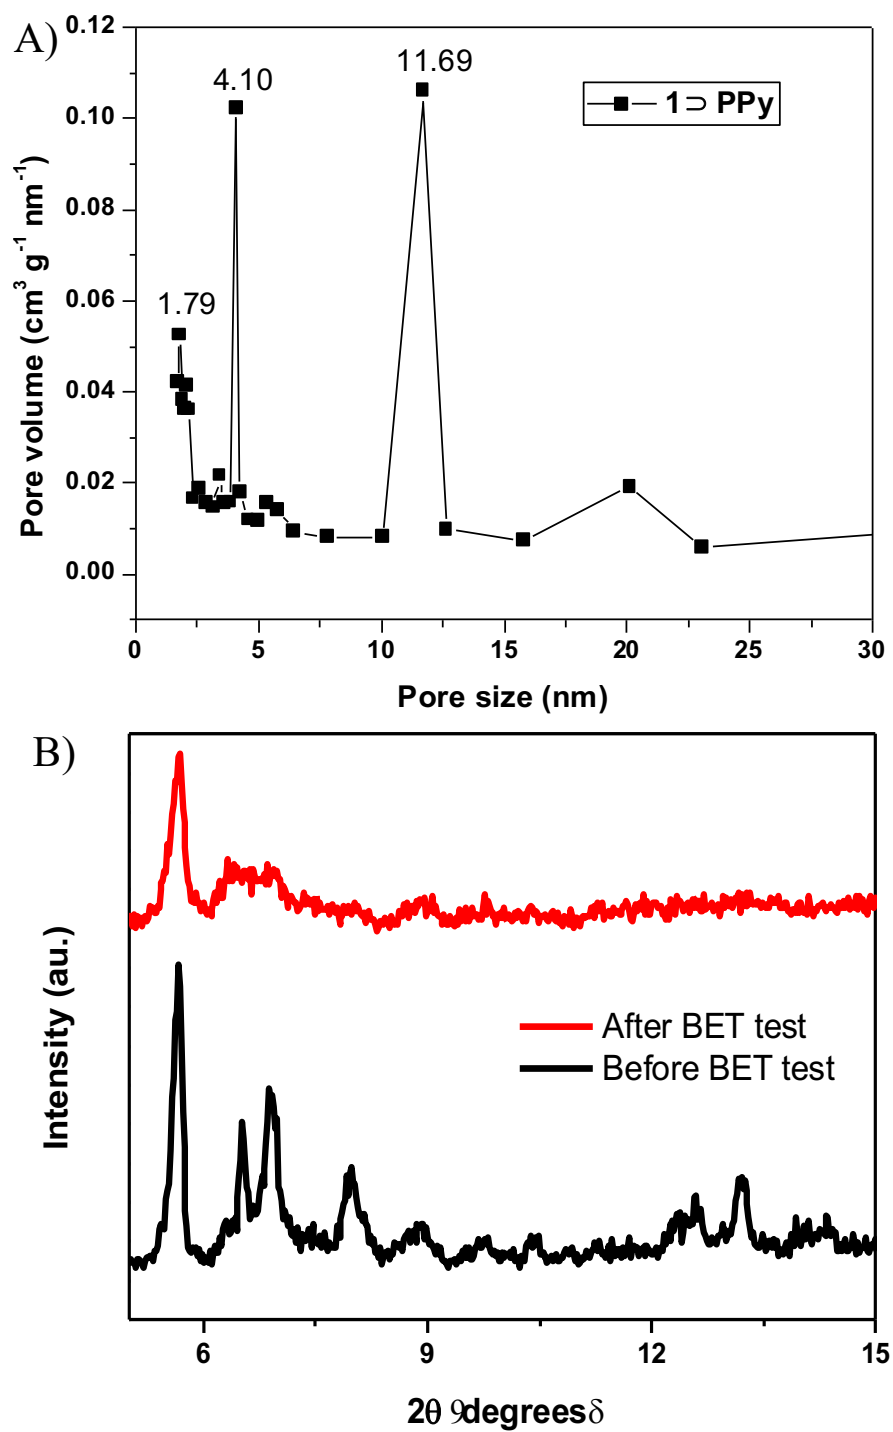 A)
0.12
0.10
0.08
0.06
0.04
0.02
0.00
Pore volume (cm³ g⁻¹ nm⁻¹)
1.79
4.10
11.69
1⊃ PPy
0 5 10 15 20 25 30
Pore size (nm)
B)
Intensity (au.)
After BET test
Before BET test
6 9 12 15
2θ 9degreesδ